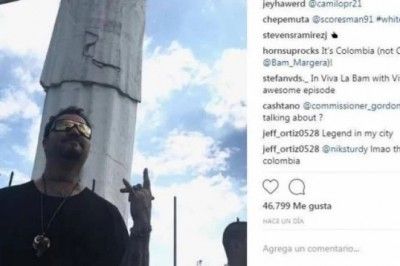 jeyhawerd @camilopr21
chepemuta @scoresman91 #white
stevensramirezj
hornsuprocks It's Colombia (not C
@Bam_Margera)!
stefanvds._ In Viva La Bam with Vi
awesome episode
cashtano @commissioner_gordon
talking about ?
jeff_ortiz0528 Legend in my city
jeff_ortiz0528 @niksturdy lmao th
colombia
46,799 Me gusta
HACE UN DÍA
Agrega un comentario...